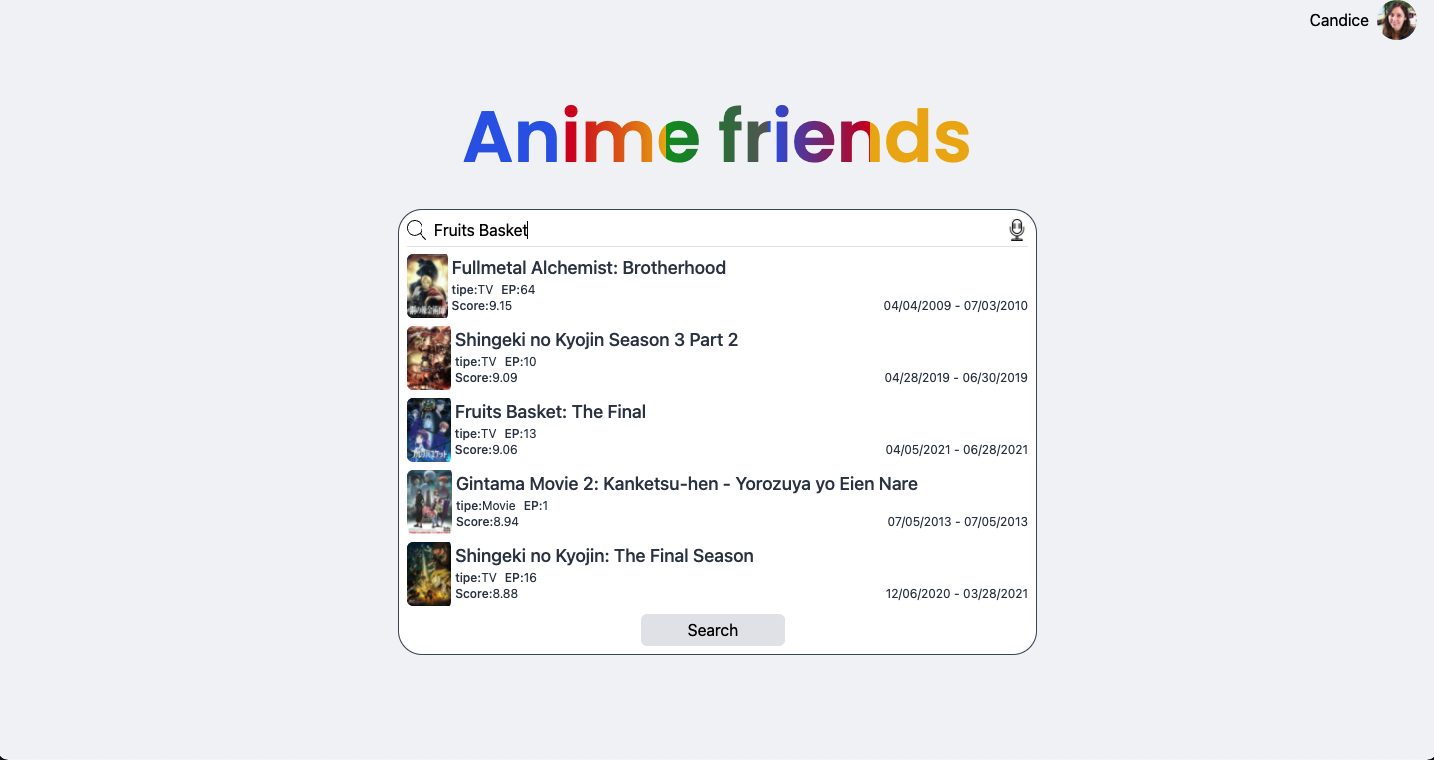 Candice
Anime friends
Fruits Basket
Fullmetal Alchemist: Brotherhood
tipe:TV EP:64
Score:9.15 04/04/2009 - 07/03/2010
Shingeki no Kyojin Season 3 Part 2
tipe:TV EP:10
Score:9.09 04/28/2019 - 06/30/2019
Fruits Basket: The Final
tipe:TV EP:13
Score:9.06 04/05/2021 - 06/28/2021
Gintama Movie 2: Kanketsu-hen - Yorozuya yo Eien Nare
tipe:Movie EP:1
Score:8.94 07/05/2013 - 07/05/2013
Shingeki no Kyojin: The Final Season
tipe:TV EP:16
Score:8.88 12/06/2020 - 03/28/2021
Search